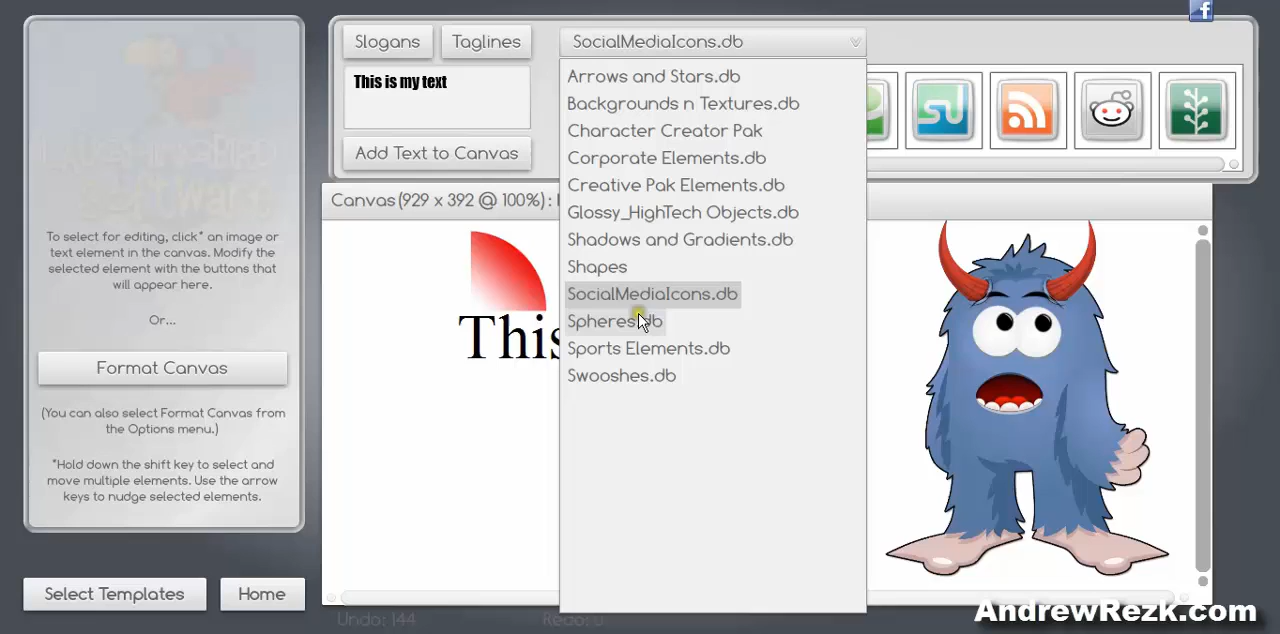 f
Slogans
Taglines
SocialMediaIcons.db
This is my text
Add Text to Canvas
Arrows and Stars.db
Backgrounds n Textures.db
Character Creator Pak
Corporate Elements.db
Creative Pak Elements.db
Glossy_HighTech Objects.db
Shadows and Gradients.db
Shapes
SocialMediaIcons.db
Spheres.db
Sports Elements.db
Swooshes.db
Canvas(929 x 392 @ 100%):
This
To select for editing, click* an image or
text element in the canvas. Modify the
selected element with the buttons that
will appear here.
Or...
Format Canvas
(You can also select Format Canvas from
the Options menu.)
*Hold down the shift key to select and
move multiple elements. Use the arrow
keys to nudge selected elements.
Select Templates
Home
Undo: 144
Redo: 0
AndrewRezk.com